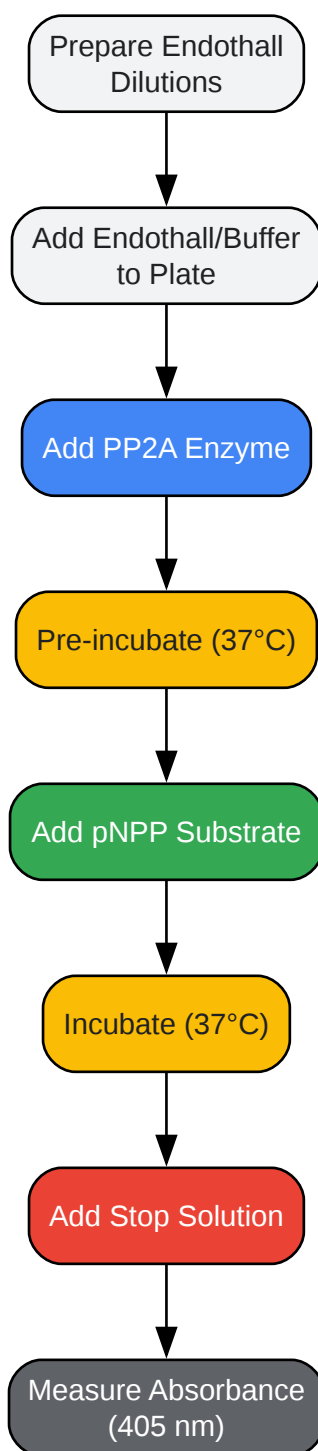 Prepare Endothall
Dilutions
Add Endothall/Buffer
to Plate
Add PP2A Enzyme
Pre-incubate (37°C)
Add pNPP Substrate
Incubate (37°C)
Add Stop Solution
Measure Absorbance
(405 nm)